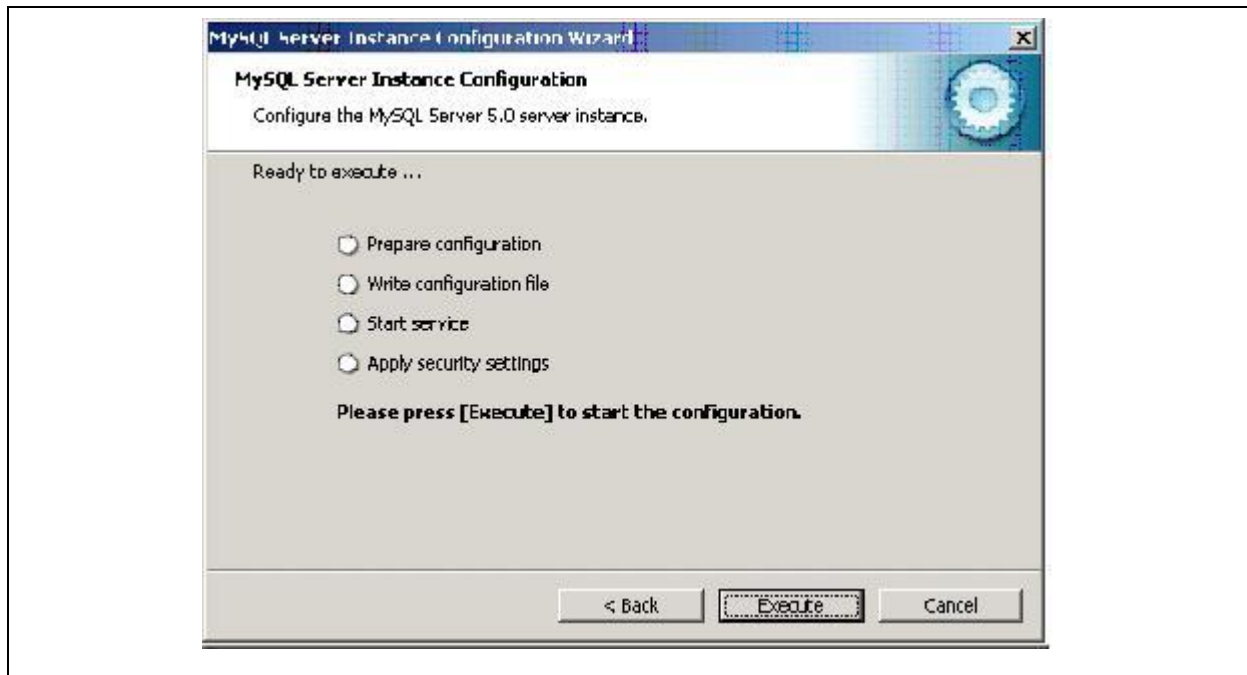 MySQL Server Instance Configuration Wizard
MySQL Server Instance Configuration
Configure the MySQL Server 5.0 server instance.
Ready to execute ...
Prepare configuration
Write configuration file
Start service
Apply security settings
Please press [Execute] to start the configuration.
< Back
Execute
Cancel